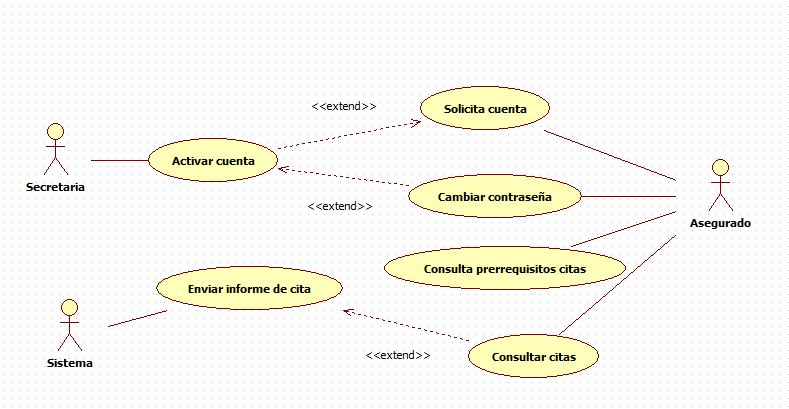 <<extend>>
Solicita cuenta
Activar cuenta
Secretaria
Cambiar contraseña
<<extend>>
Asegurado
Consulta prerrequisitos citas
Enviar informe de cita
Sistema
<<extend>>
Consultar citas